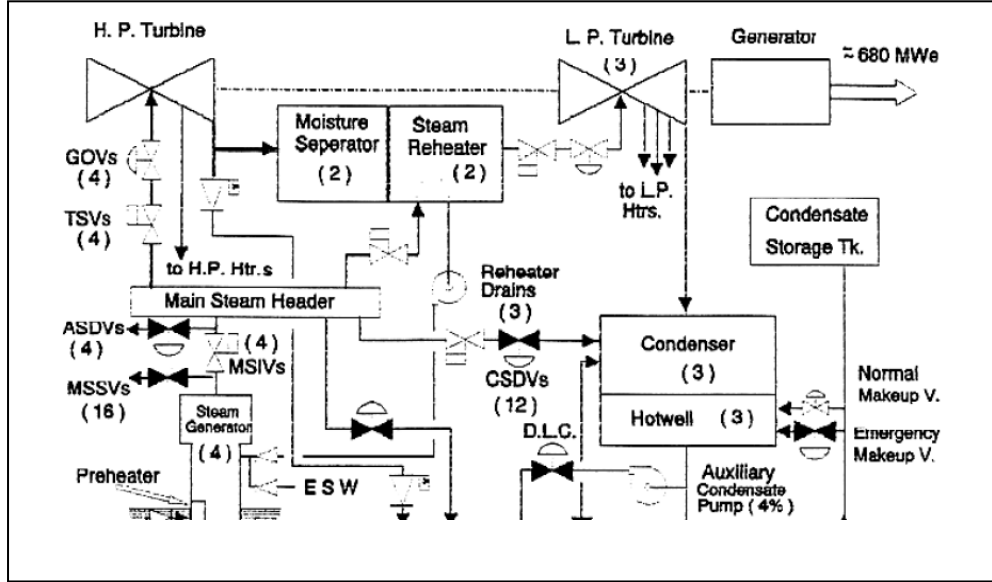 H. P. Turbine
L. P. Turbine
(3)
Generator
≈ 680 MWe
Moisture
Seperator
(2)
Steam
Reheater
(2)
GOVs
(4)
TSVs
(4)
to L.P.
Htrs.
Condensate
Storage Tk.
to H.P. Htr.s
Main Steam Header
Reheater
Drains
(3)
ASDVs
(4)
(4)
MSIVs
MSSVs
(16)
CSDVs
(12)
Condenser
(3)
Hotwell (3)
Normal
Makeup V.
Emergency
Makeup V.
Steam
Generator
(4)
D.L.C.
Preheater
E S W
Auxiliary
Condensate
Pump (4%)